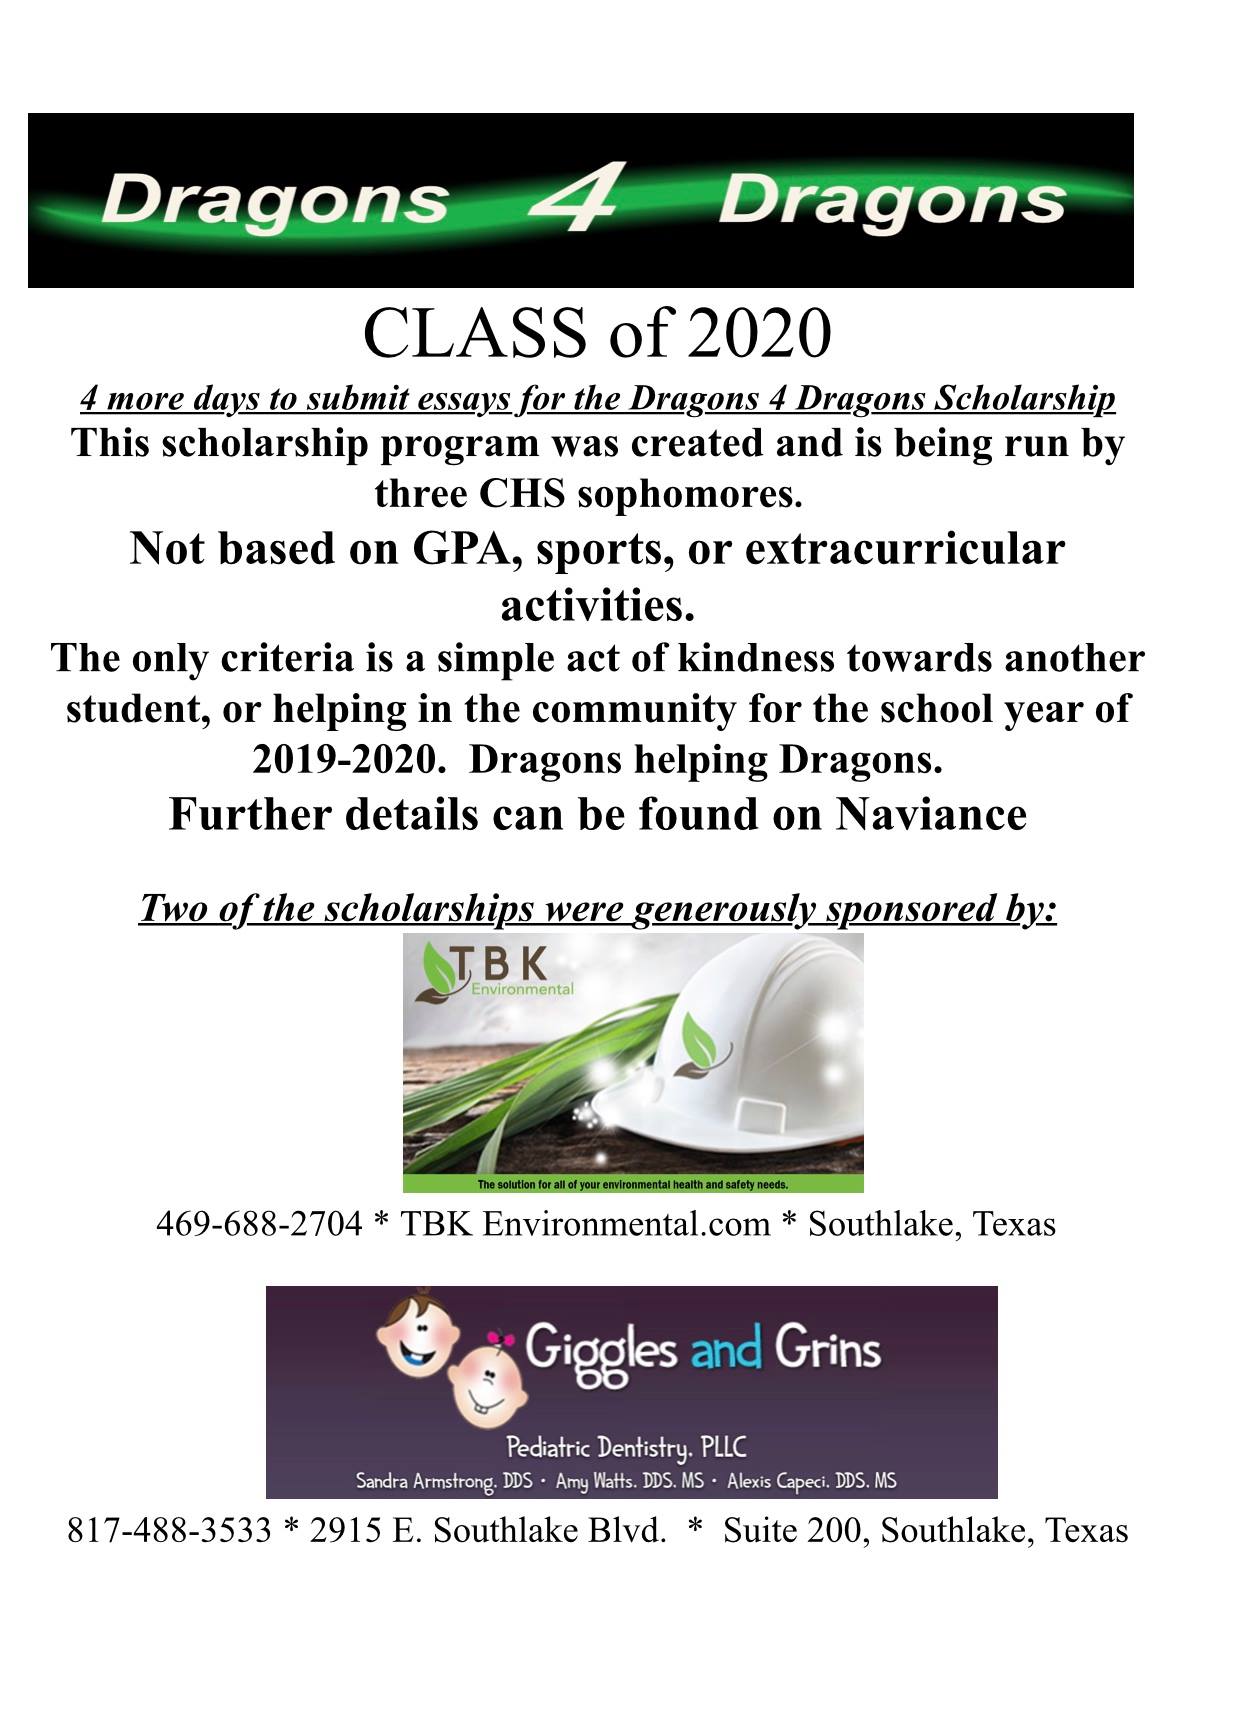 Dragons 4 Dragons
CLASS of 2020
4 more days to submit essays for the Dragons 4 Dragons Scholarship
This scholarship program was created and is being run by
three CHS sophomores.
Not based on GPA, sports, or extracurricular
activities.
The only criteria is a simple act of kindness towards another
student, or helping in the community for the school year of
2019-2020.  Dragons helping Dragons.
Further details can be found on Naviance
Two of the scholarships were generously sponsored by:
TBK
Environmental
The solution for all of your environmental health and safety needs.
469-688-2704 * TBK Environmental.com * Southlake, Texas
Giggles and Grins
Pediatric Dentistry, PLLC
Sandra Armstrong, DDS • Amy Watts, DDS, MS • Alexis Capeci, DDS, MS
817-488-3533 * 2915 E. Southlake Blvd.  *  Suite 200, Southlake, Texas